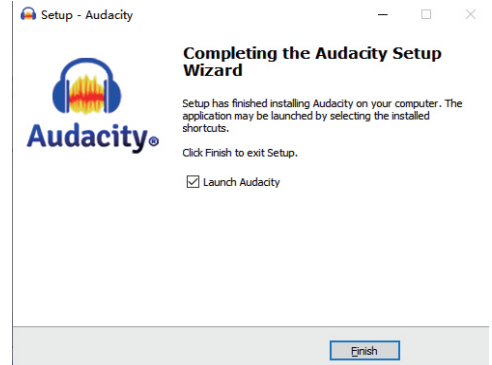 Setup - Audacity
Completing the Audacity Setup
Wizard
Setup has finished installing Audacity on your computer. The
application may be launched by selecting the installed
shortcuts.
Click Finish to exit Setup.
Launch Audacity
Audacity®
Finish